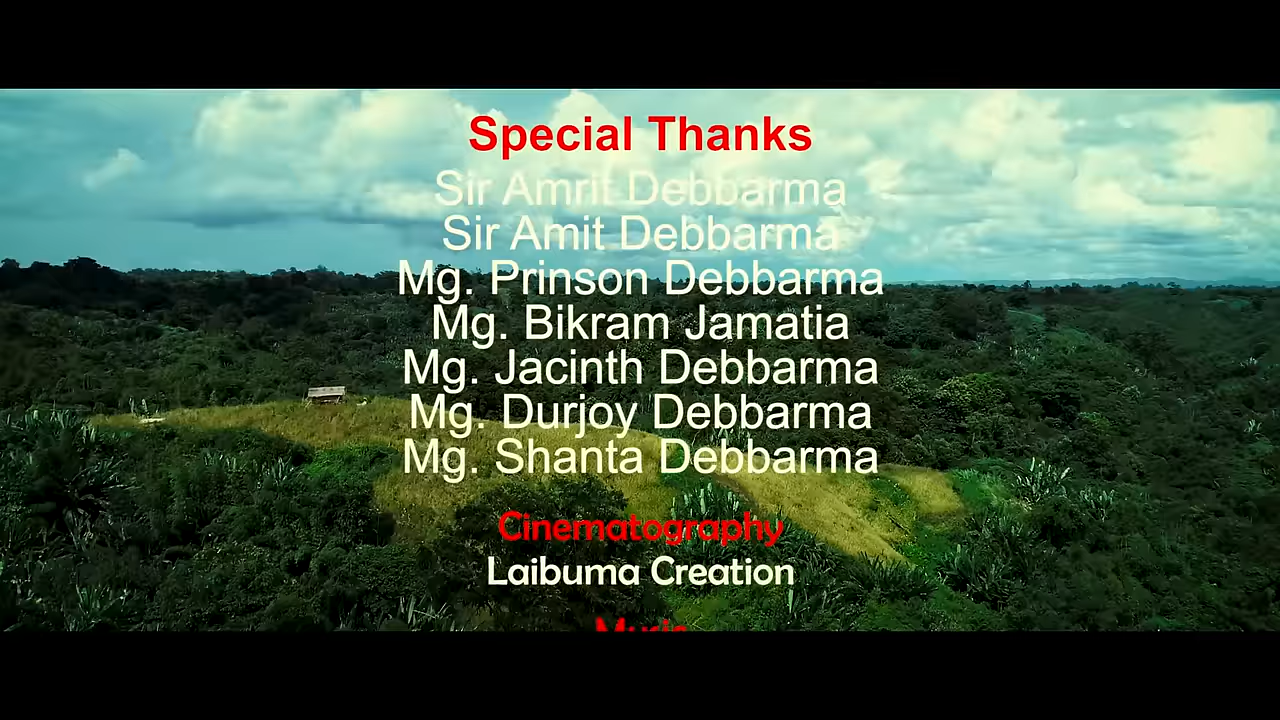 Special Thanks
Sir Amrit Debbarma
Sir Amit Debbarma
Mg. Prinson Debbarma
Mg. Bikram Jamatia
Mg. Jacinth Debbarma
Mg. Durjoy Debbarma
Mg. Shanta Debbarma
Cinematography
Laibuma Creation
Music